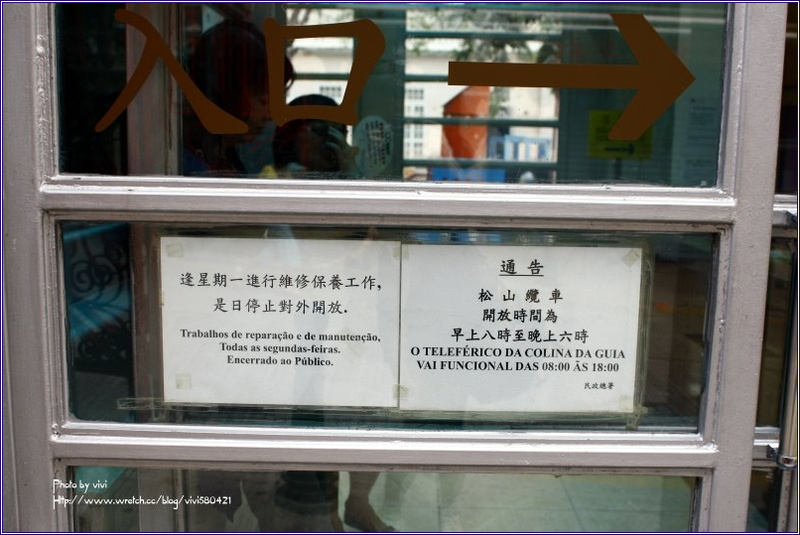 入口
逢星期一進行維修保養工作,
是日停止對外開放.
Trabalhos de reparação e de manutenção,
Todas as segundas-feiras.
Encerrado ao Público.
通告
松山纜車
開放時間為
早上八時至晚上六時
O TELEFÉRICO DA COLINA DA GUIA
VAI FUNCIONAL DAS 08:00 ÀS 18:00
民政總署
Photo by vivi
Http://www.wretch.cc/blog/vivi580421